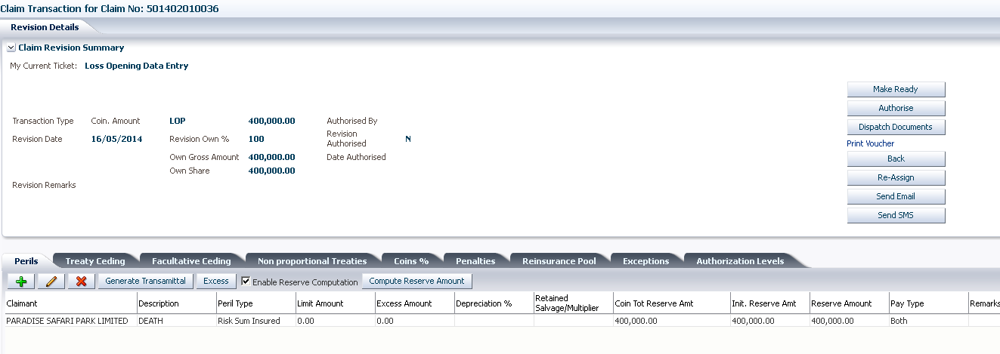 Claim Transaction for Claim No: 501402010036
Revision Details
Claim Revision Summary
My Current Ticket: Loss Opening Data Entry
Make Ready
Authorise
Dispatch Documents
Print Voucher
Back
Re-Assign
Send Email
Send SMS
Transaction Type Coin. Amount LOP 400,000.00 Authorised By
Revision Date 16/05/2014 Revision Own % 100 Revision Authorised N
Own Gross Amount 400,000.00 Date Authorised
Own Share 400,000.00
Revision Remarks
Perils Treaty Ceding Facultative Ceding Non proportional Treaties Coins % Penalties Reinsurance Pool Exceptions Authorization Levels
Generate Transamittal Excess Enable Reserve Computation Compute Reserve Amount
Claimant Description Peril Type Limit Amount Excess Amount Depreciation % Retained Salvage/Multiplier Coin Tot Reserve Amt Init. Reserve Amt Reserve Amount Pay Type Remarks
PARADISE SAFARI PARK LIMITED DEATH Risk Sum Insured 0.00 0.00 400,000.00 400,000.00 400,000.00 Both